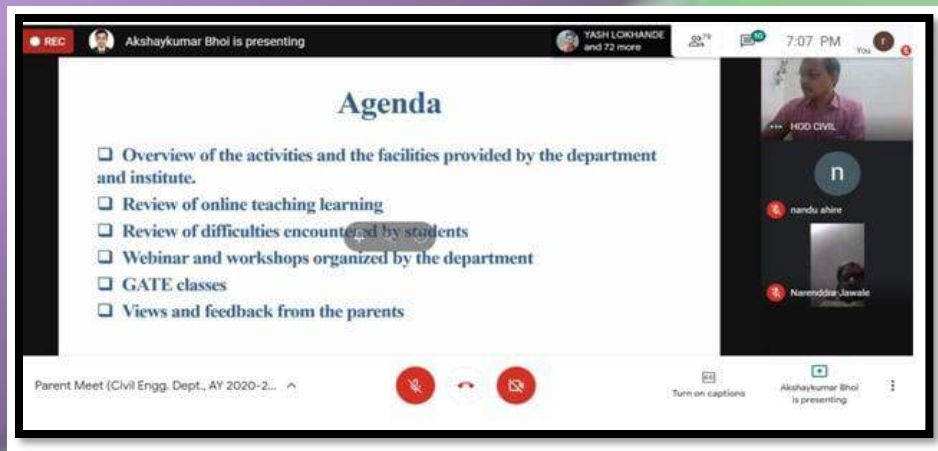 REC
Akshaykumar Bhoi is presenting
YASH LOKHANDE
and 72 more
79
10
7:07 PM
You
r
Agenda
Overview of the activities and the facilities provided by the department
and institute.
Review of online teaching learning
Review of difficulties encountered by students
Webinar and workshops organized by the department
GATE classes
Views and feedback from the parents
HOD CIVIL
n
nandu ahire
Narenddra Jawale
Parent Meet (Civil Engg. Dept., AY 2020-2...
Turn on captions
Akshaykumar Bhoi
is presenting